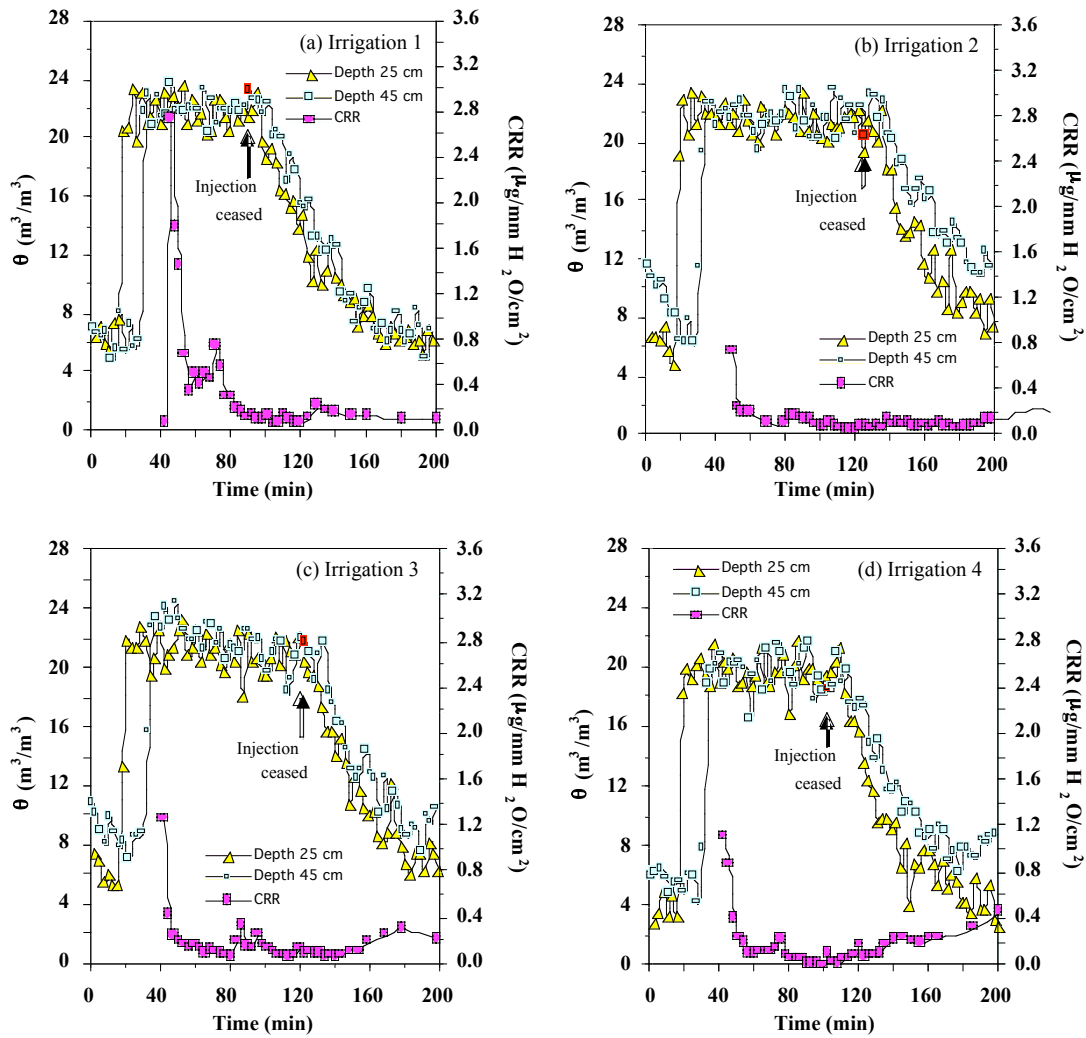 (a) Irrigation 1
Depth 25 cm
Depth 45 cm
CRR
Injection
ceased
28
24
20
16
12
8
4
0
3.6
3.2
2.8
2.4
2.0
1.6
1.2
0.8
0.4
0.0
0 40 80 120 160 200
θ (m³/m³)
CRR (µg/mm H₂O/cm²)
Time (min)
(b) Irrigation 2
Injection
ceased
Depth 25 cm
Depth 45 cm
CRR
28
24
20
16
12
8
4
0
3.6
3.2
2.8
2.4
2.0
1.6
1.2
0.8
0.4
0.0
0 40 80 120 160 200
θ (m³/m³)
CRR (µg/mm H₂O/cm²)
Time (min)
(c) Irrigation 3
Injection
ceased
Depth 25 cm
Depth 45 cm
CRR
28
24
20
16
12
8
4
0
3.6
3.2
2.8
2.4
2.0
1.6
1.2
0.8
0.4
0.0
0 40 80 120 160 200
θ (m³/m³)
CRR (µg/mm H₂O/cm²)
Time (min)
(d) Irrigation 4
Depth 25 cm
Depth 45 cm
CRR
Injection
ceased
28
24
20
16
12
8
4
0
3.6
3.2
2.8
2.4
2.0
1.6
1.2
0.8
0.4
0.0
0 40 80 120 160 200
θ (m³/m³)
CRR (µg/mm H₂O/cm²)
Time (min)